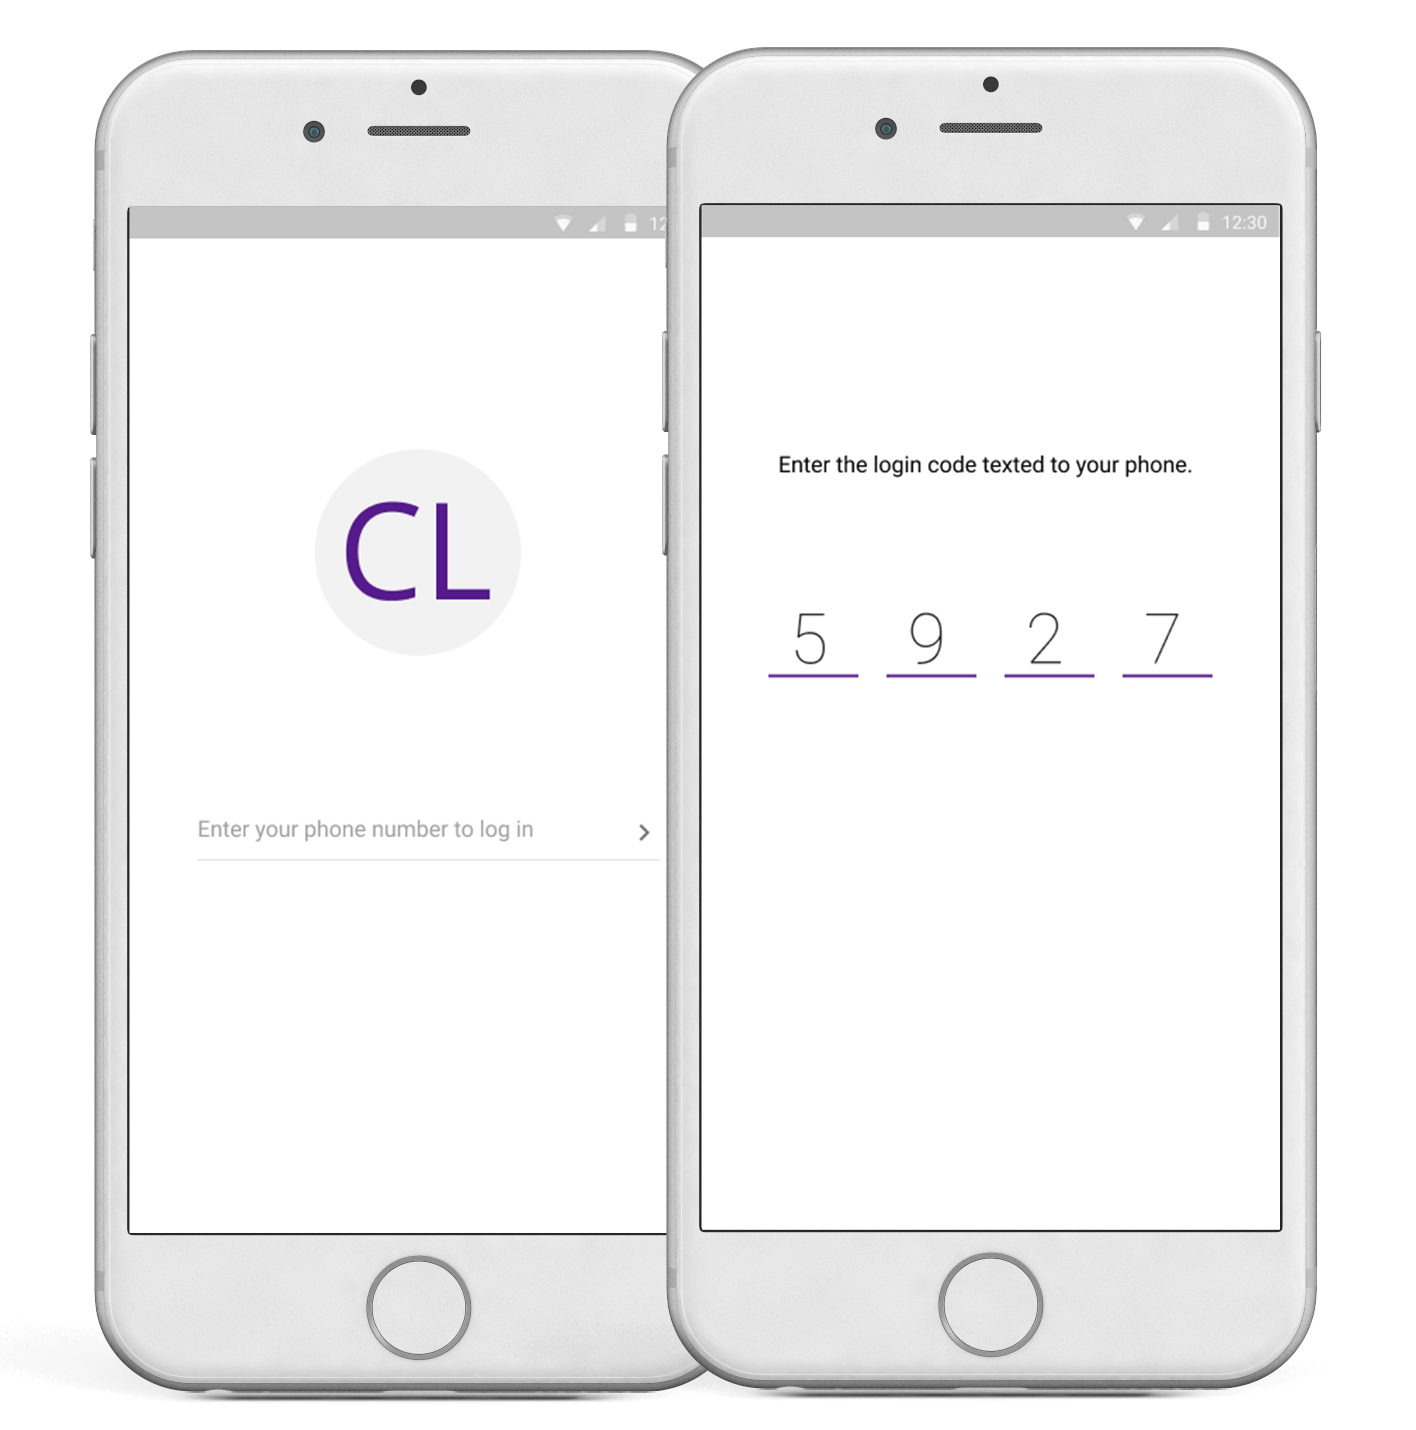 12
CL
Enter your phone number to log in
12:30
Enter the login code texted to your phone.
5 9 2 7